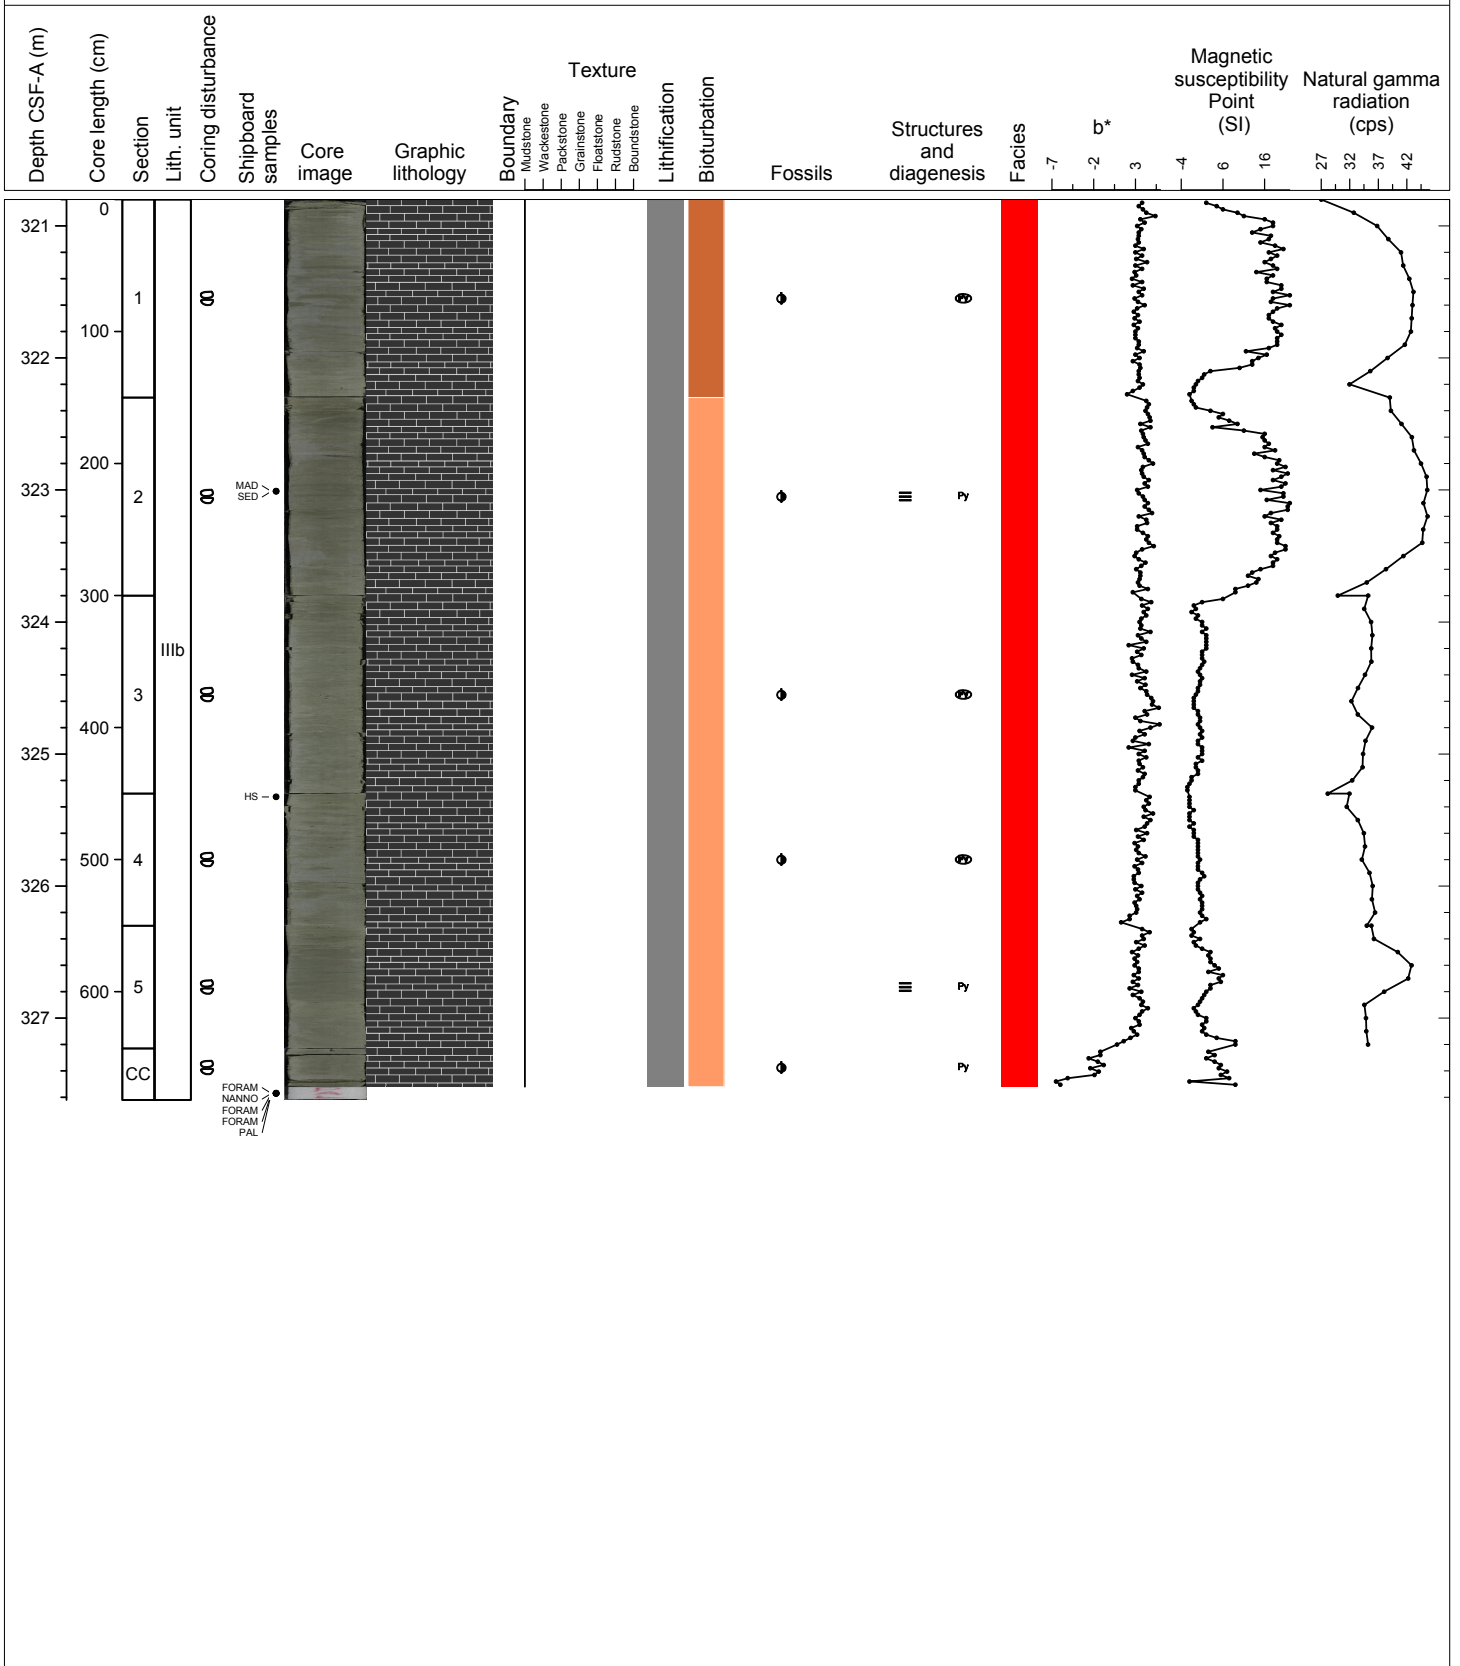 Depth CSF-A (m)
Core length (cm)
Section
Lith. unit
Coring disturbance
Shipboard
samples
Core
image
Graphic
lithology
Boundary
Texture
Mudstone
Wackestone
Packstone
Grainstone
Floatstone
Rudstone
Boundstone
Lithification
Bioturbation
Fossils
Structures
and
diagenesis
Facies
b*
-7 -2 3
Magnetic
susceptibility
Point
(SI)
-4 6 16
Natural gamma
radiation
(cps)
27 32 37 42
0
321
1
100
322
200
MAD
SED
2
323
Py
300
324
IIIb
3
400
325
HS
500
4
326
600
5
Py
327
CC
Py
FORAM
NANNO
FORAM
FORAM
PAL